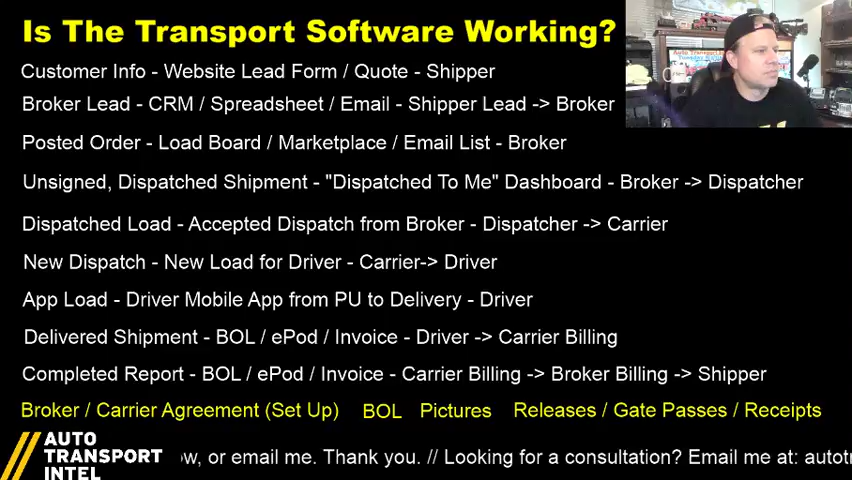 Is The Transport Software Working?
Customer Info - Website Lead Form / Quote - Shipper
Broker Lead - CRM / Spreadsheet / Email - Shipper Lead -> Broker
Posted Order - Load Board / Marketplace / Email List - Broker
Unsigned, Dispatched Shipment - "Dispatched To Me" Dashboard - Broker -> Dispatcher
Dispatched Load - Accepted Dispatch from Broker - Dispatcher -> Carrier
New Dispatch - New Load for Driver - Carrier-> Driver
App Load - Driver Mobile App from PU to Delivery - Driver
Delivered Shipment - BOL / ePod / Invoice - Driver -> Carrier Billing
Completed Report - BOL / ePod / Invoice - Carrier Billing -> Broker Billing -> Shipper
Broker / Carrier Agreement (Set Up) BOL Pictures Releases / Gate Passes / Receipts
AUTO
TRANSPORT
INTEL
ow, or email me. Thank you. // Looking for a consultation? Email me at: autotr